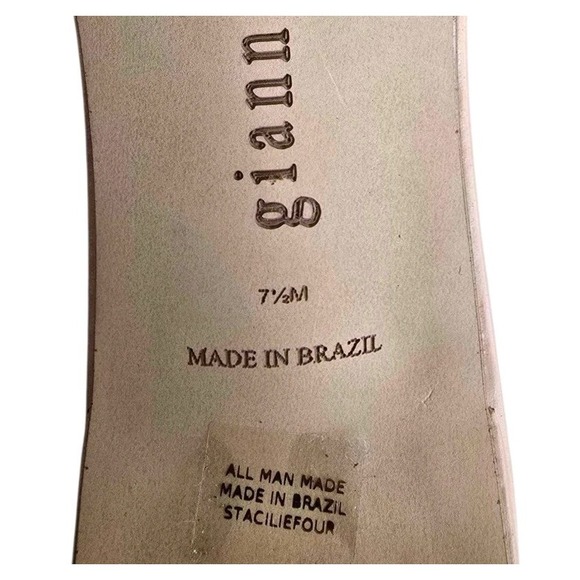 giann
7½M
MADE IN BRAZIL
ALL MAN MADE
MADE IN BRAZIL
STACILIEFOUR